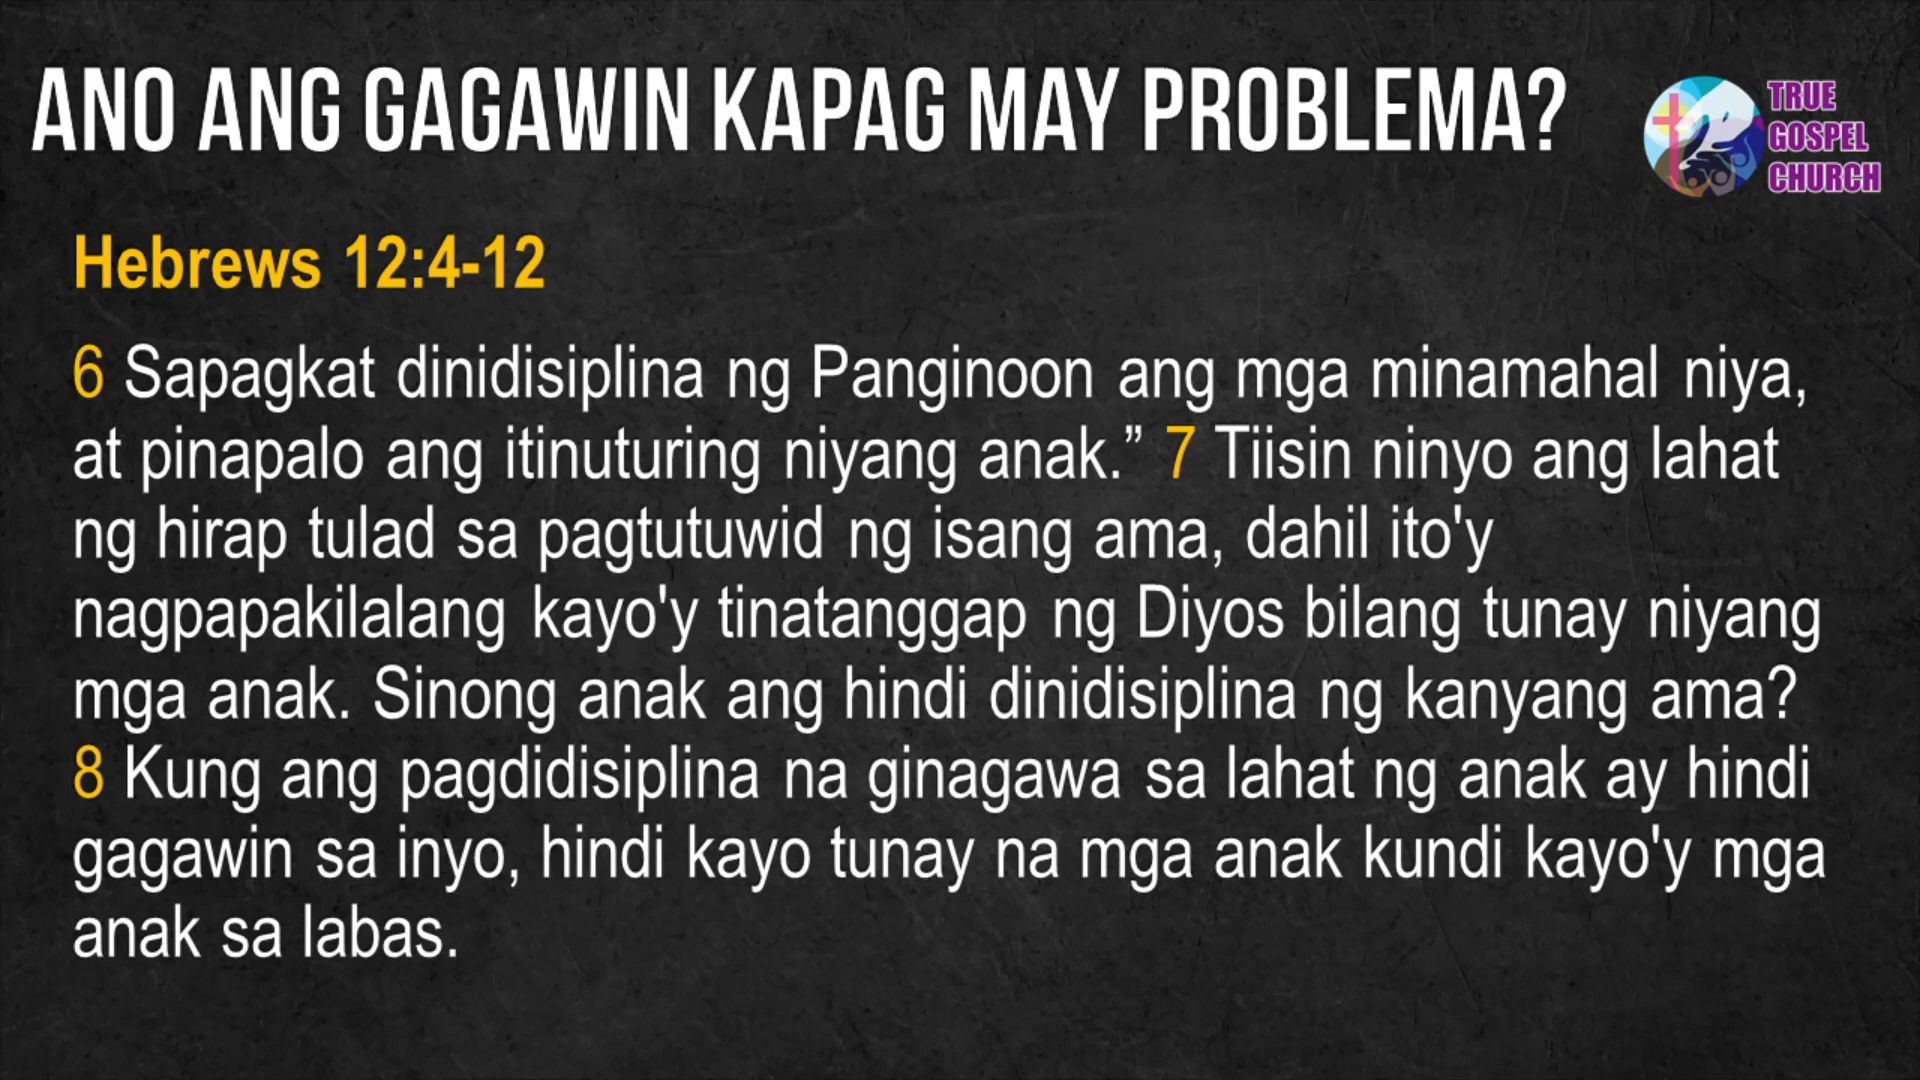 ANO ANG GAGAWIN KAPAG MAY PROBLEMA?
TRUE
GOSPEL
CHURCH
Hebrews 12:4-12
6 Sapagkat dinidisiplina ng Panginoon ang mga minamahal niya,
at pinapalo ang itinuturing niyang anak.” 7 Tiisin ninyo ang lahat
ng hirap tulad sa pagtutuwid ng isang ama, dahil ito'y
nagpapakilalang kayo'y tinatanggap ng Diyos bilang tunay niyang
mga anak. Sinong anak ang hindi dinidisiplina ng kanyang ama?
8 Kung ang pagdidisiplina na ginagawa sa lahat ng anak ay hindi
gagawin sa inyo, hindi kayo tunay na mga anak kundi kayo'y mga
anak sa labas.